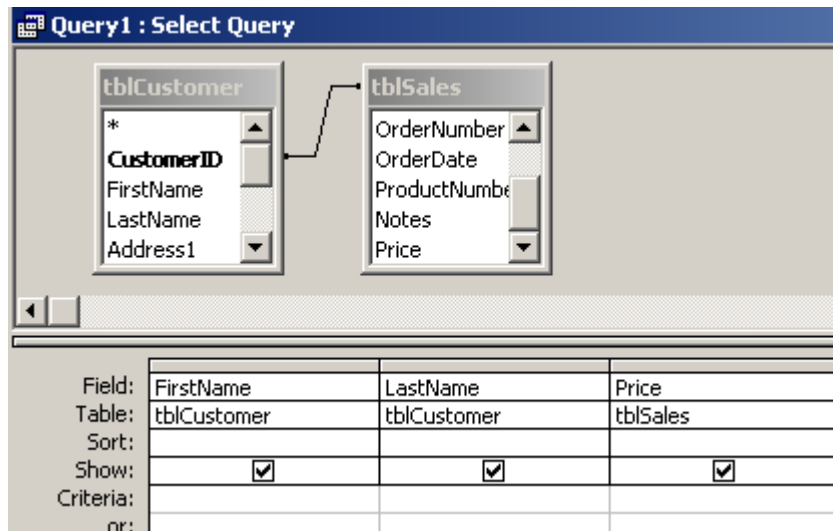 Query1 : Select Query
tblCustomer
*
CustomerID
FirstName
LastName
Address1
tblSales
OrderNumber
OrderDate
ProductNumbe
Notes
Price
Field: FirstName LastName Price
Table: tblCustomer tblCustomer tblSales
Sort:
Show:
Criteria:
or: